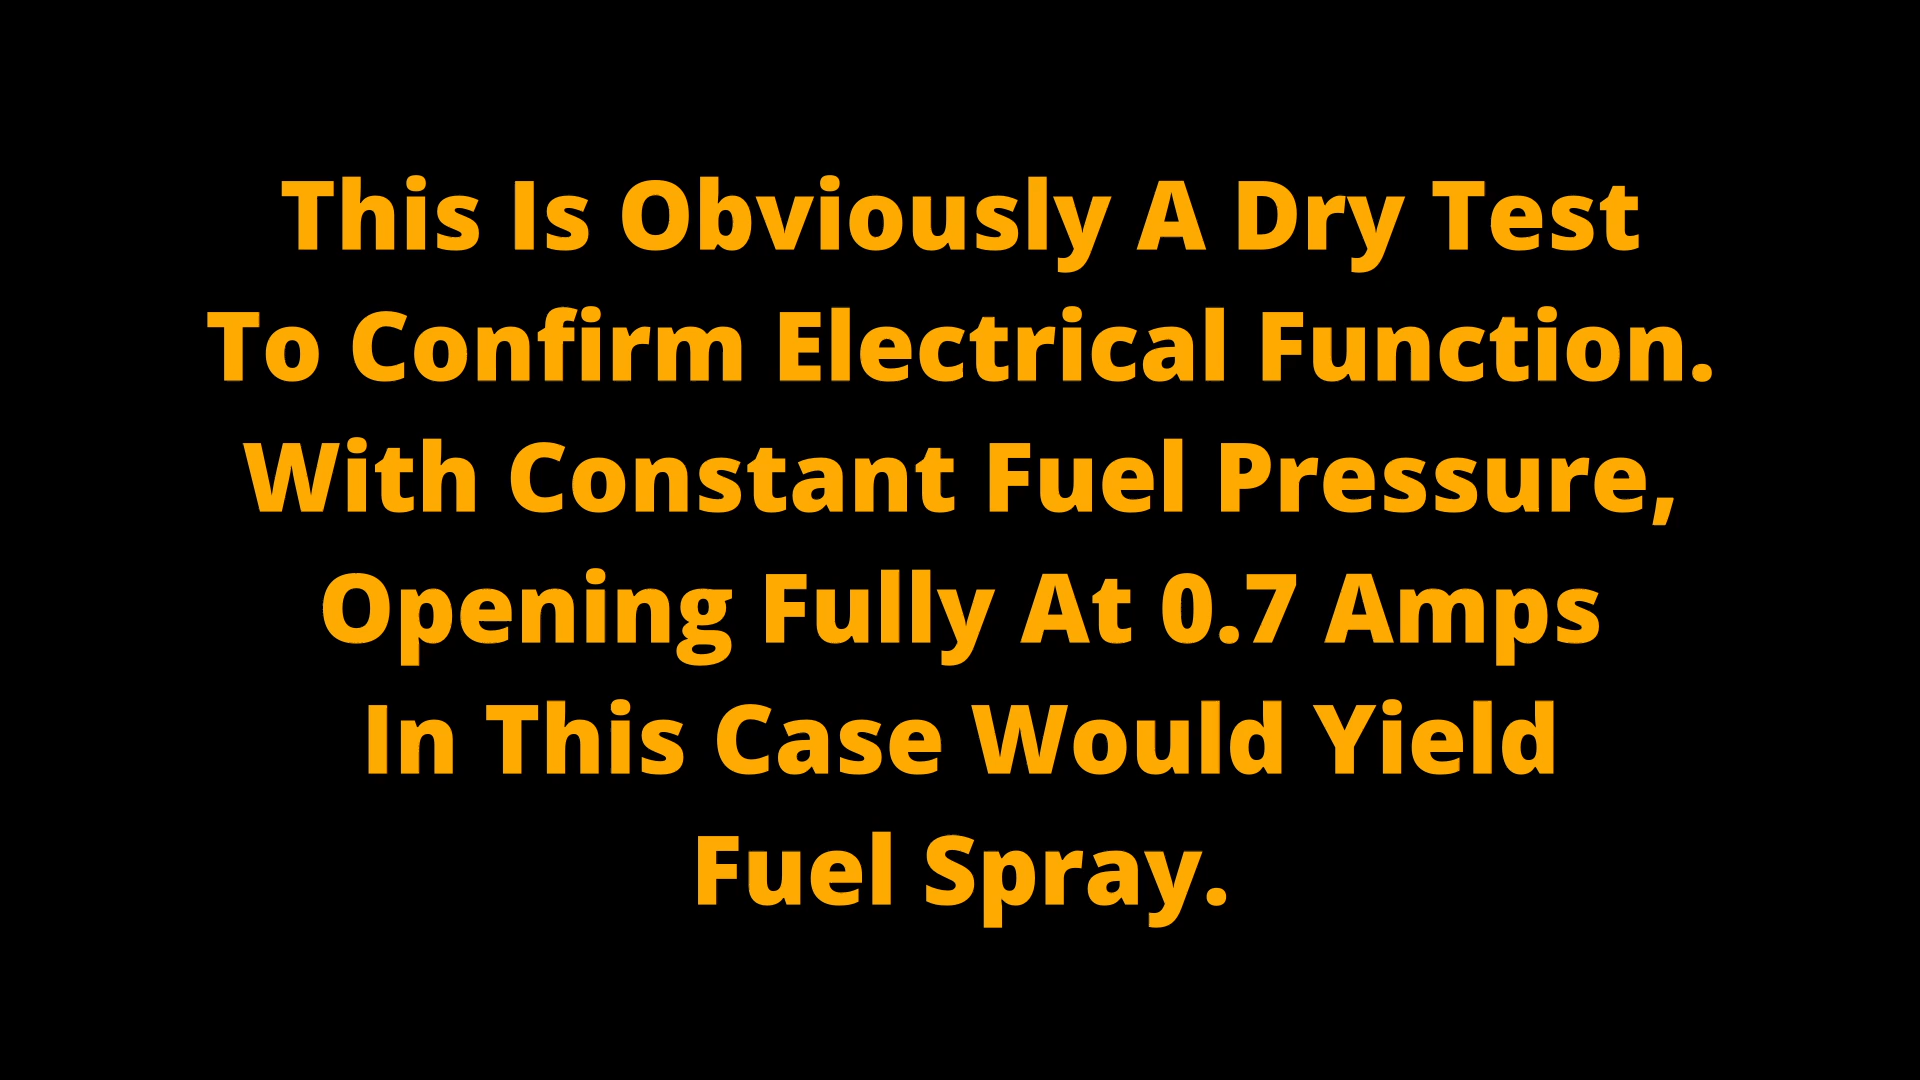 This Is Obviously A Dry Test
To Confirm Electrical Function.
With Constant Fuel Pressure,
Opening Fully At 0.7 Amps
In This Case Would Yield
Fuel Spray.